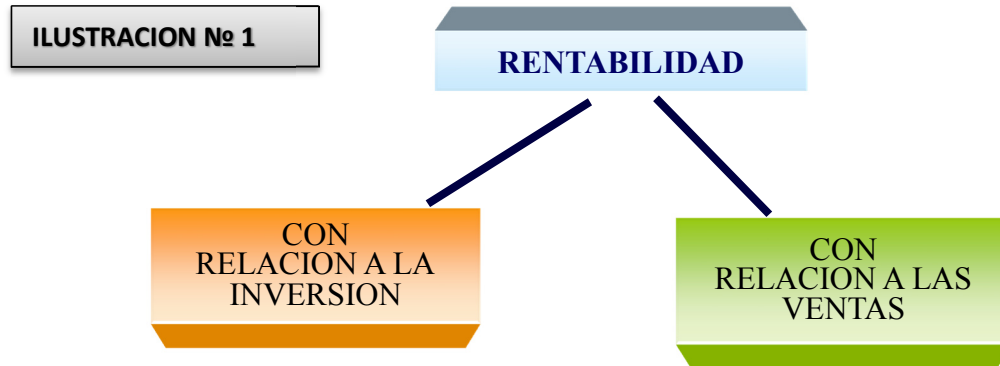 ILUSTRACION Nº 1
RENTABILIDAD
CON
RELACION A LA
INVERSION
CON
RELACION A LAS
VENTAS